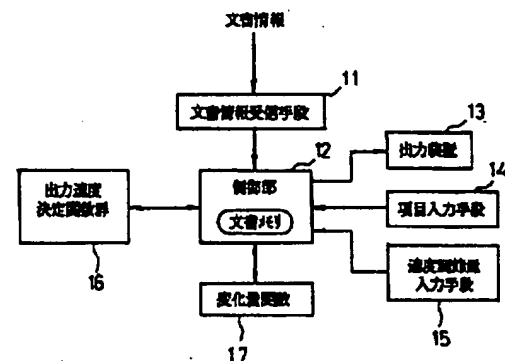 文書情報
11
文書情報受信手段
12
13
出力装置
制御部
14
出力速度
決定関数群
文書メモリ
項目入力手段
16
速度調節量
入力手段
15
変化量関数
17